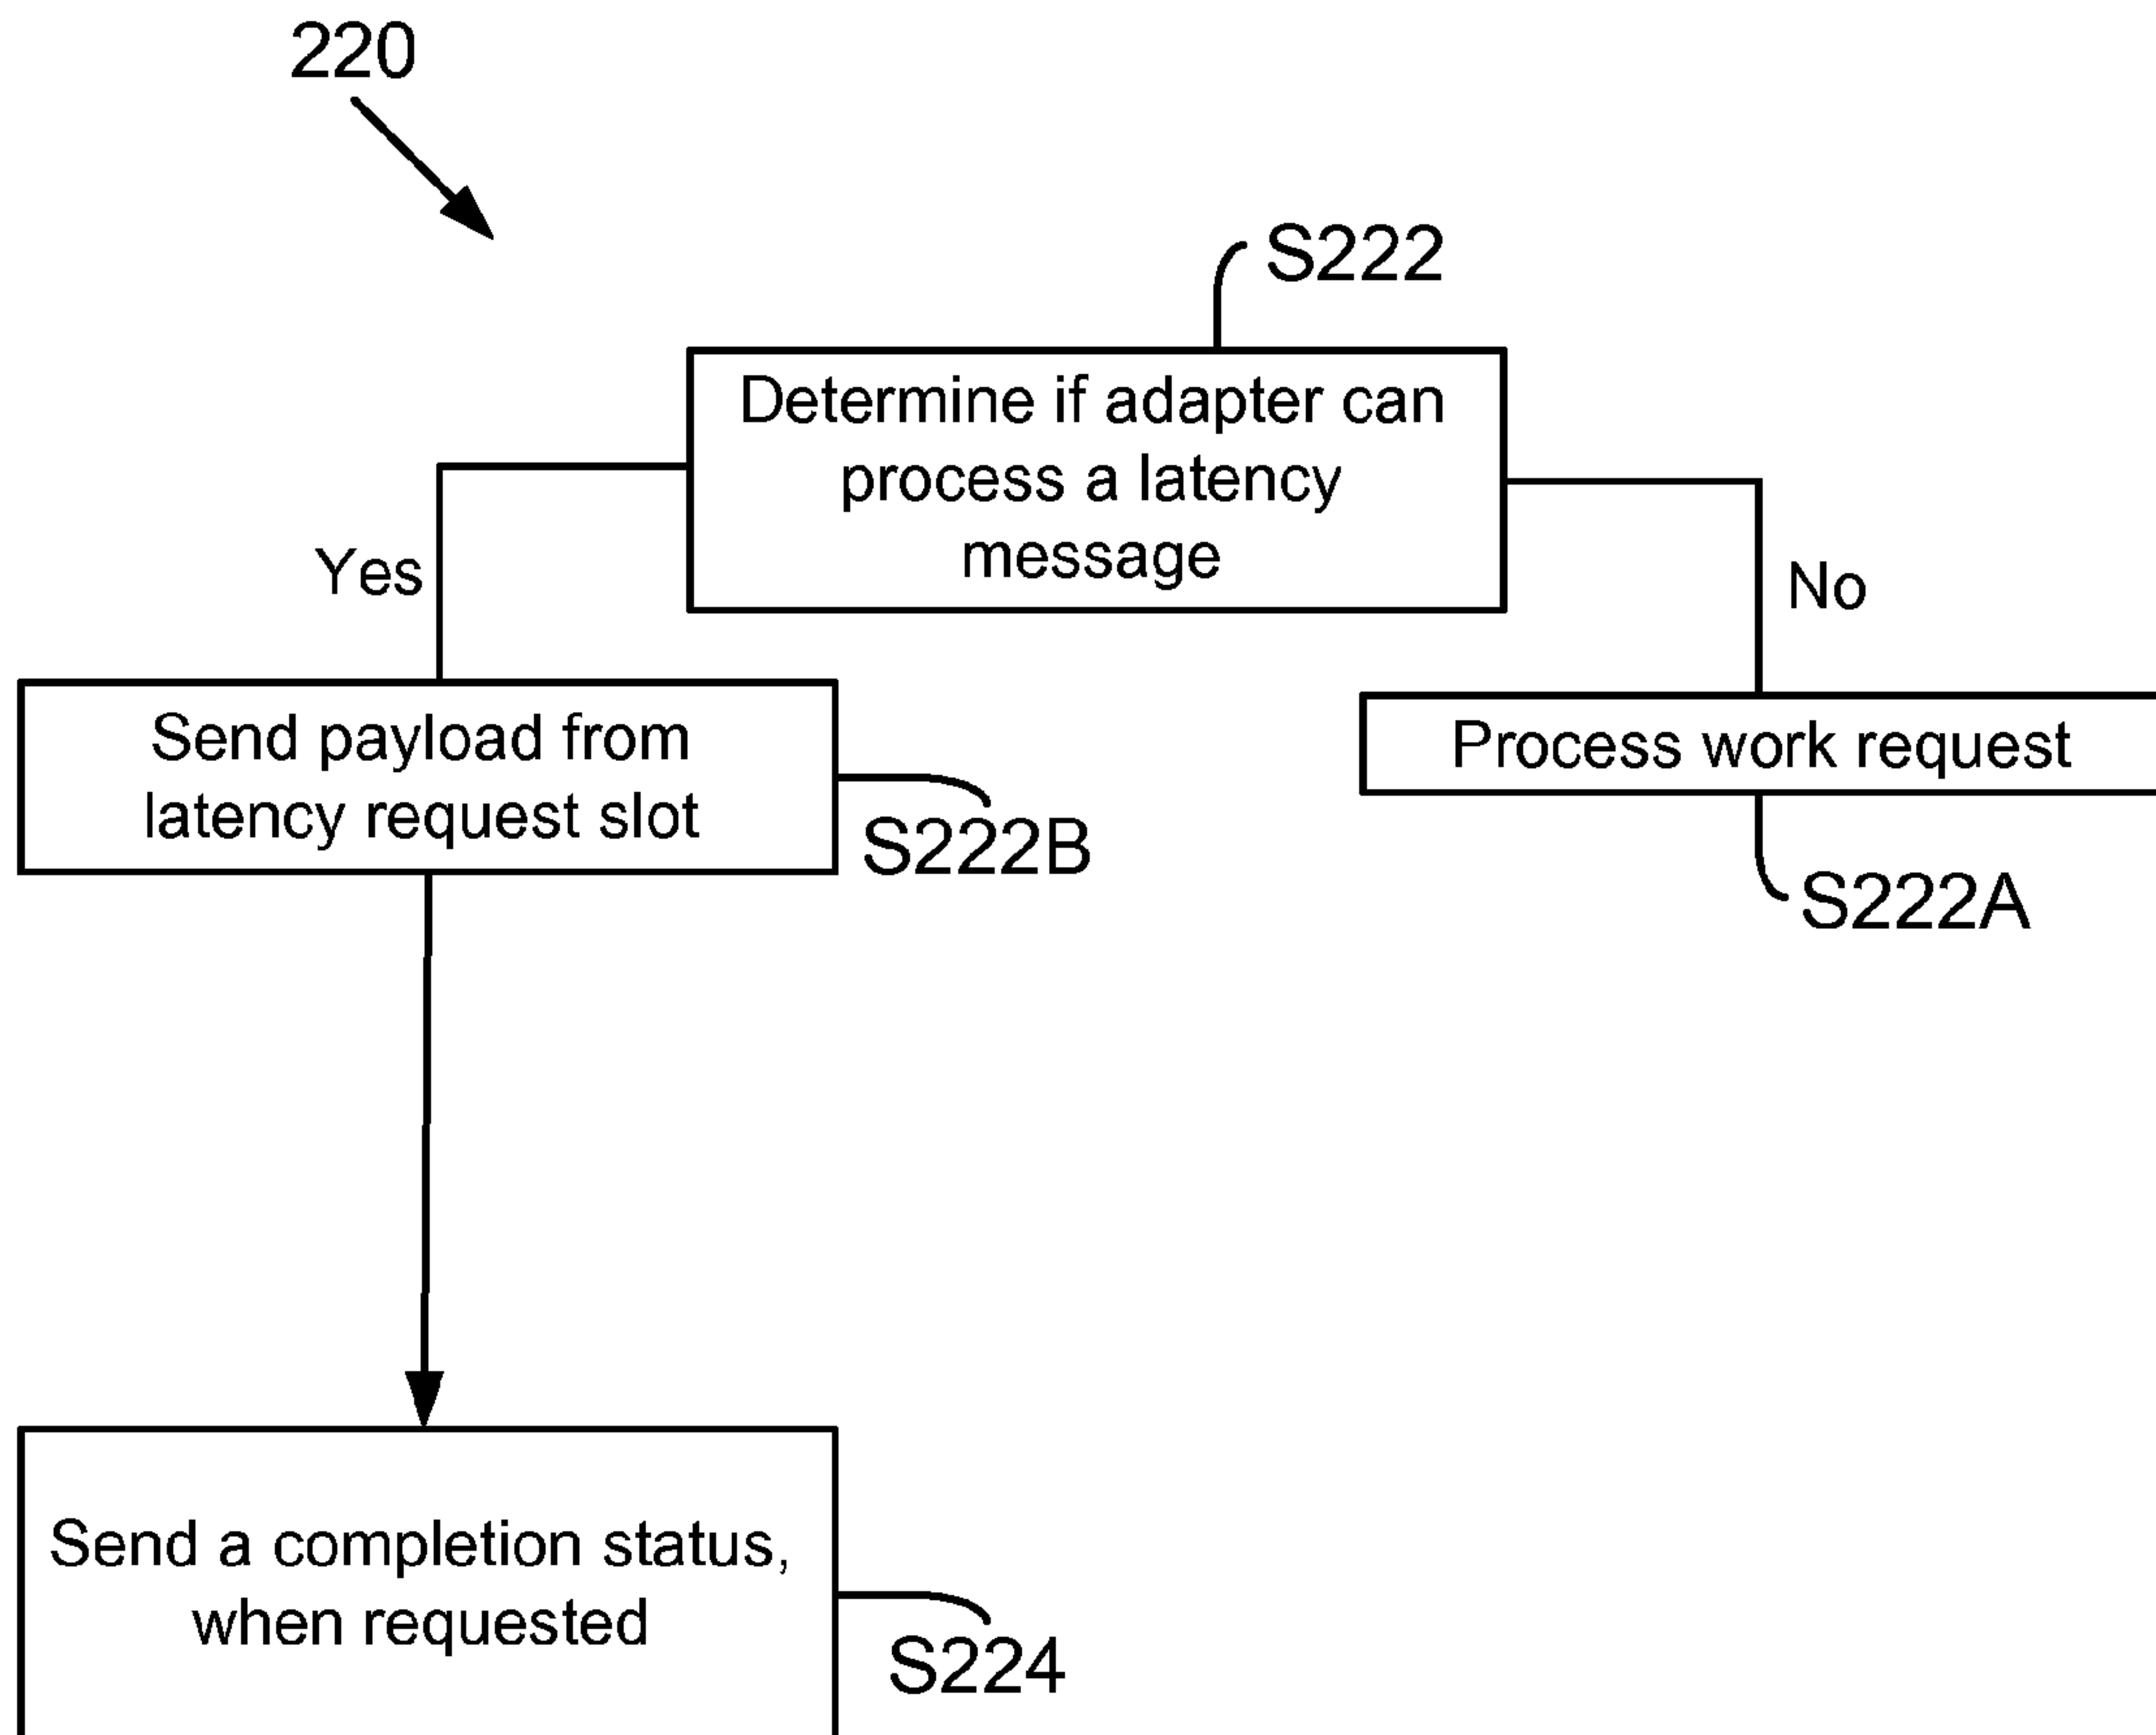 220
S222
Determine if adapter can
process a latency
message
Yes
No
Send payload from
latency request slot
S222B
Process work request
S222A
Send a completion status,
when requested
S224